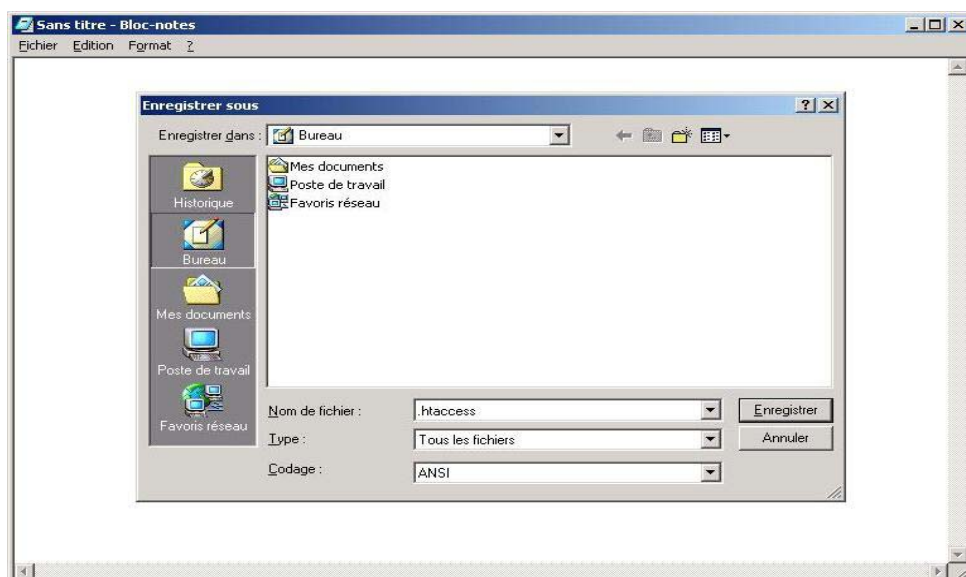 Sans titre - Bloc-notes
Fichier Edition Format ?
Enregistrer sous
Enregistrer dans : Bureau
Historique
Bureau
Mes documents
Poste de travail
Favoris réseau
Mes documents
Poste de travail
Favoris réseau
Nom de fichier : .htaccess Enregistrer
Type : Tous les fichiers Annuler
Codage : ANSI